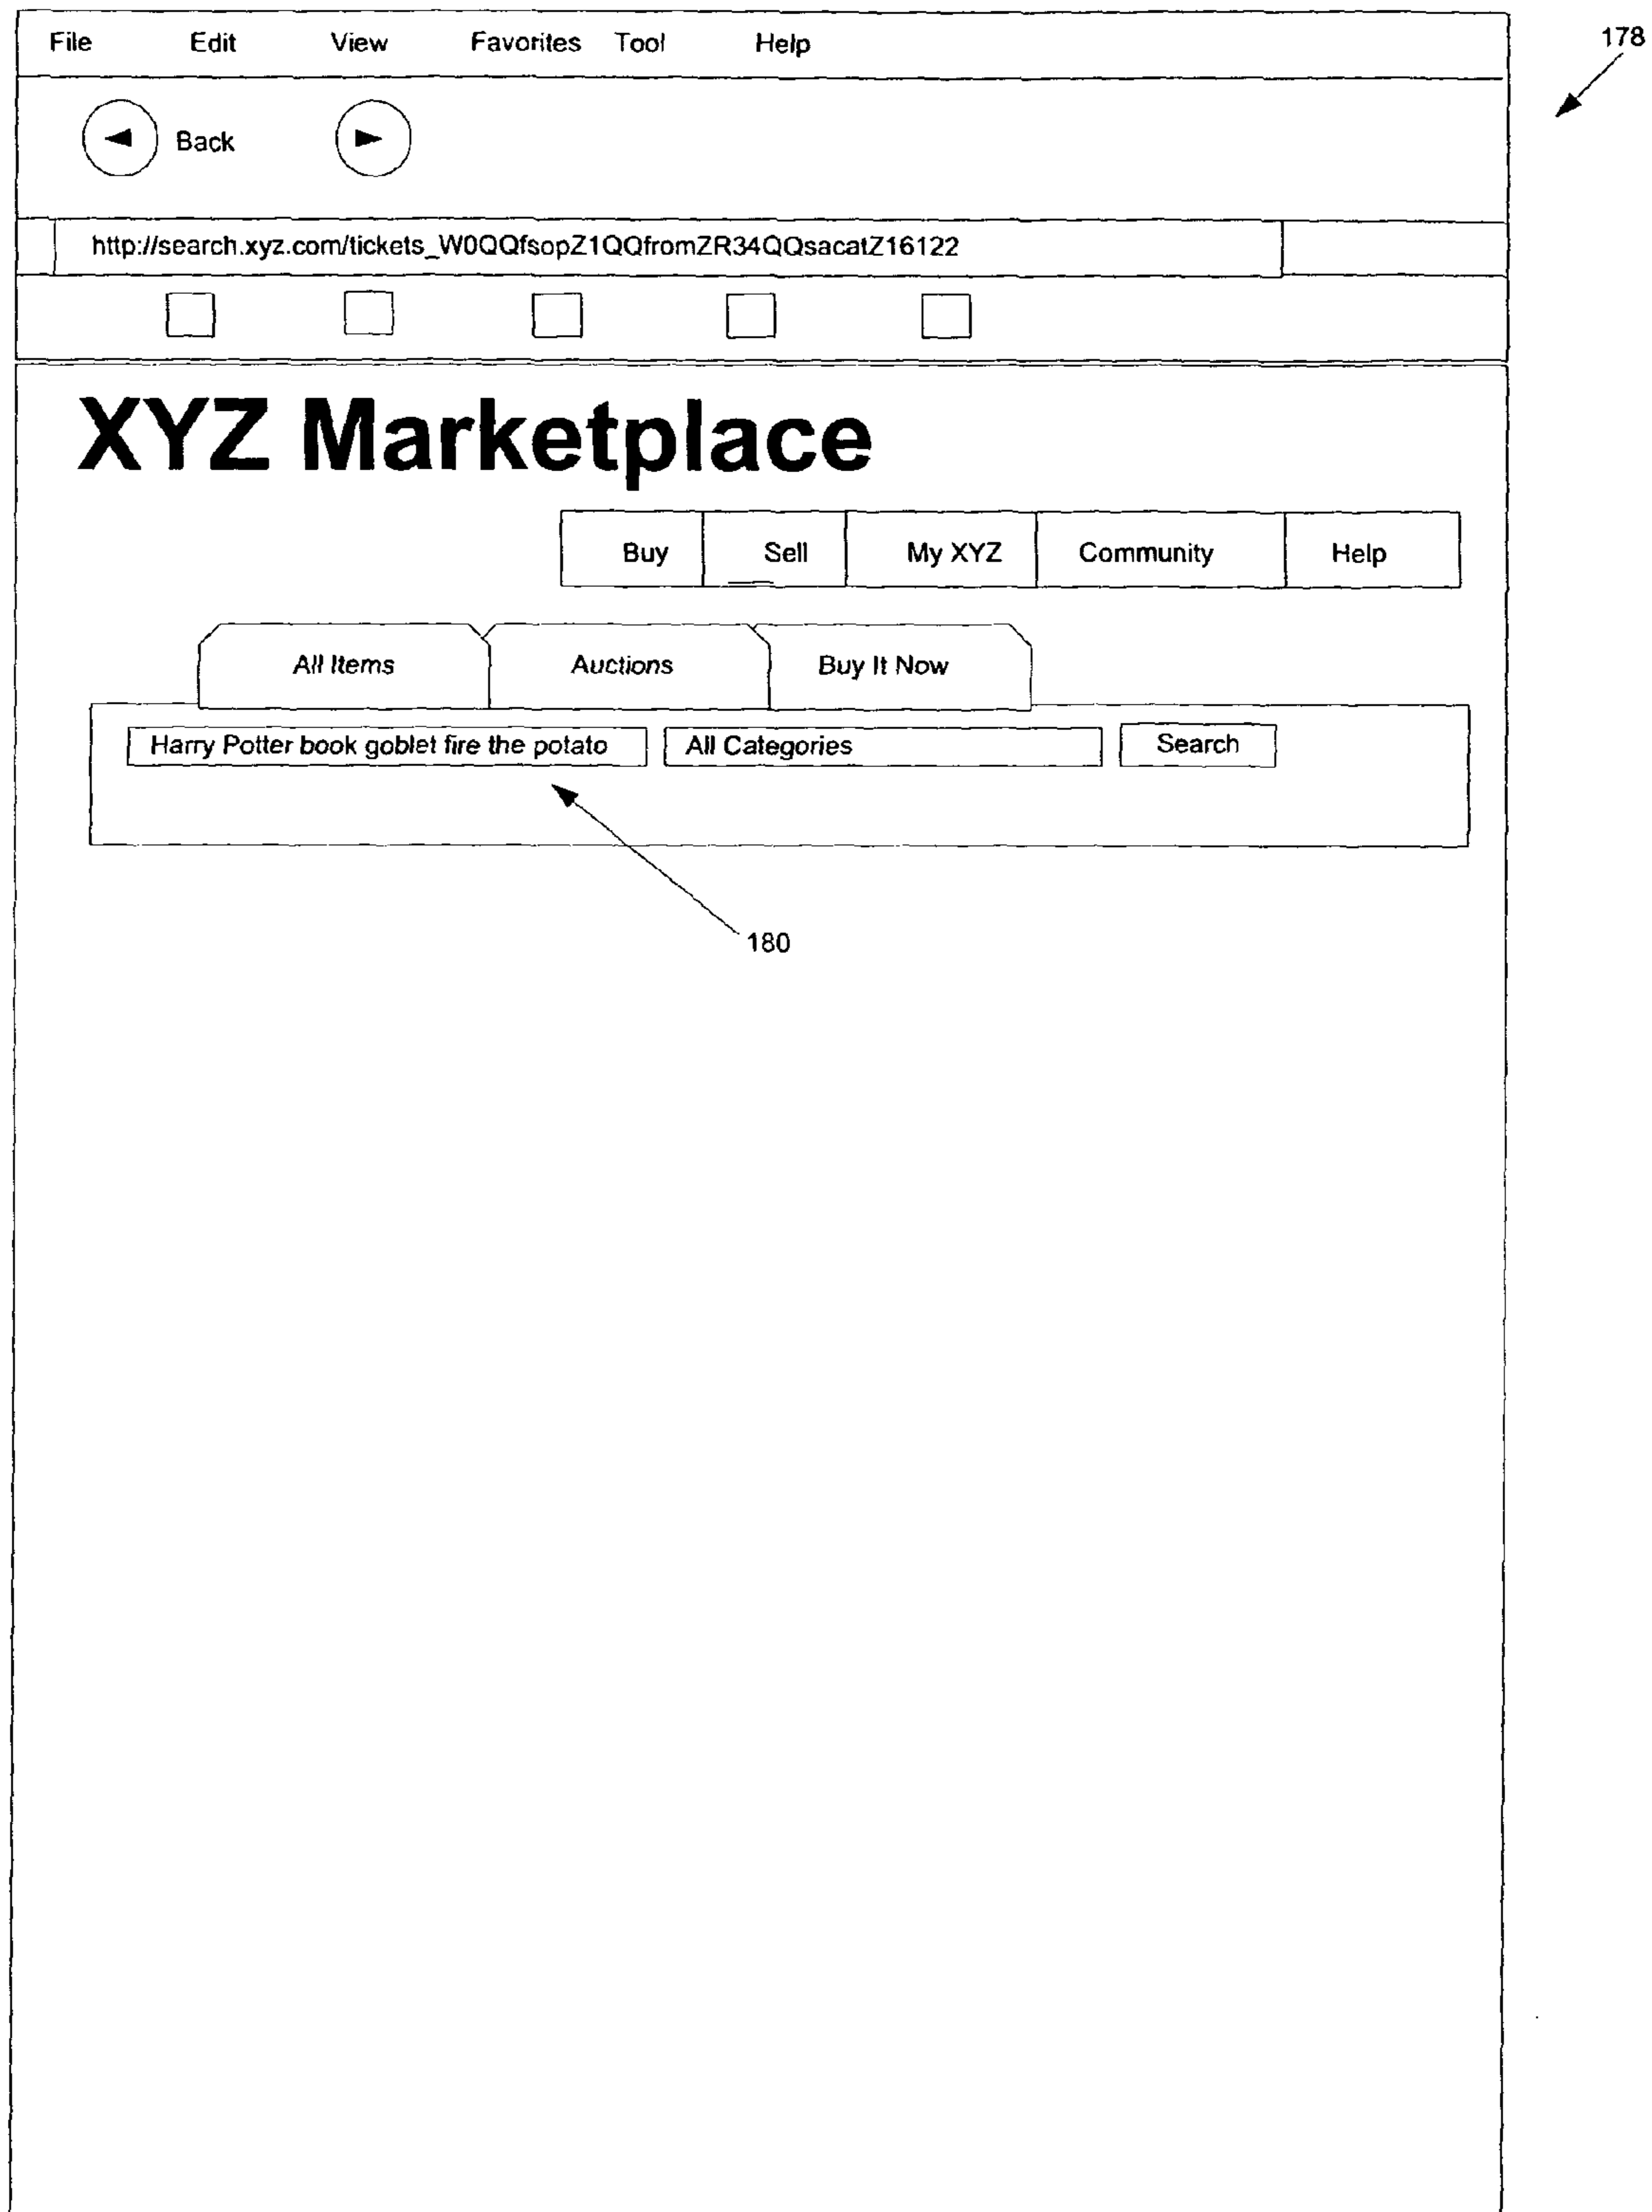 File Edit View Favorites Tool Help
178
Back
http://search.xyz.com/tickets_W0QQfsopZ1QQfromZR34QQsacatZ16122
XYZ Marketplace
Buy Sell My XYZ Community Help
All Items Auctions Buy It Now
Harry Potter book goblet fire the potato All Categories Search
180